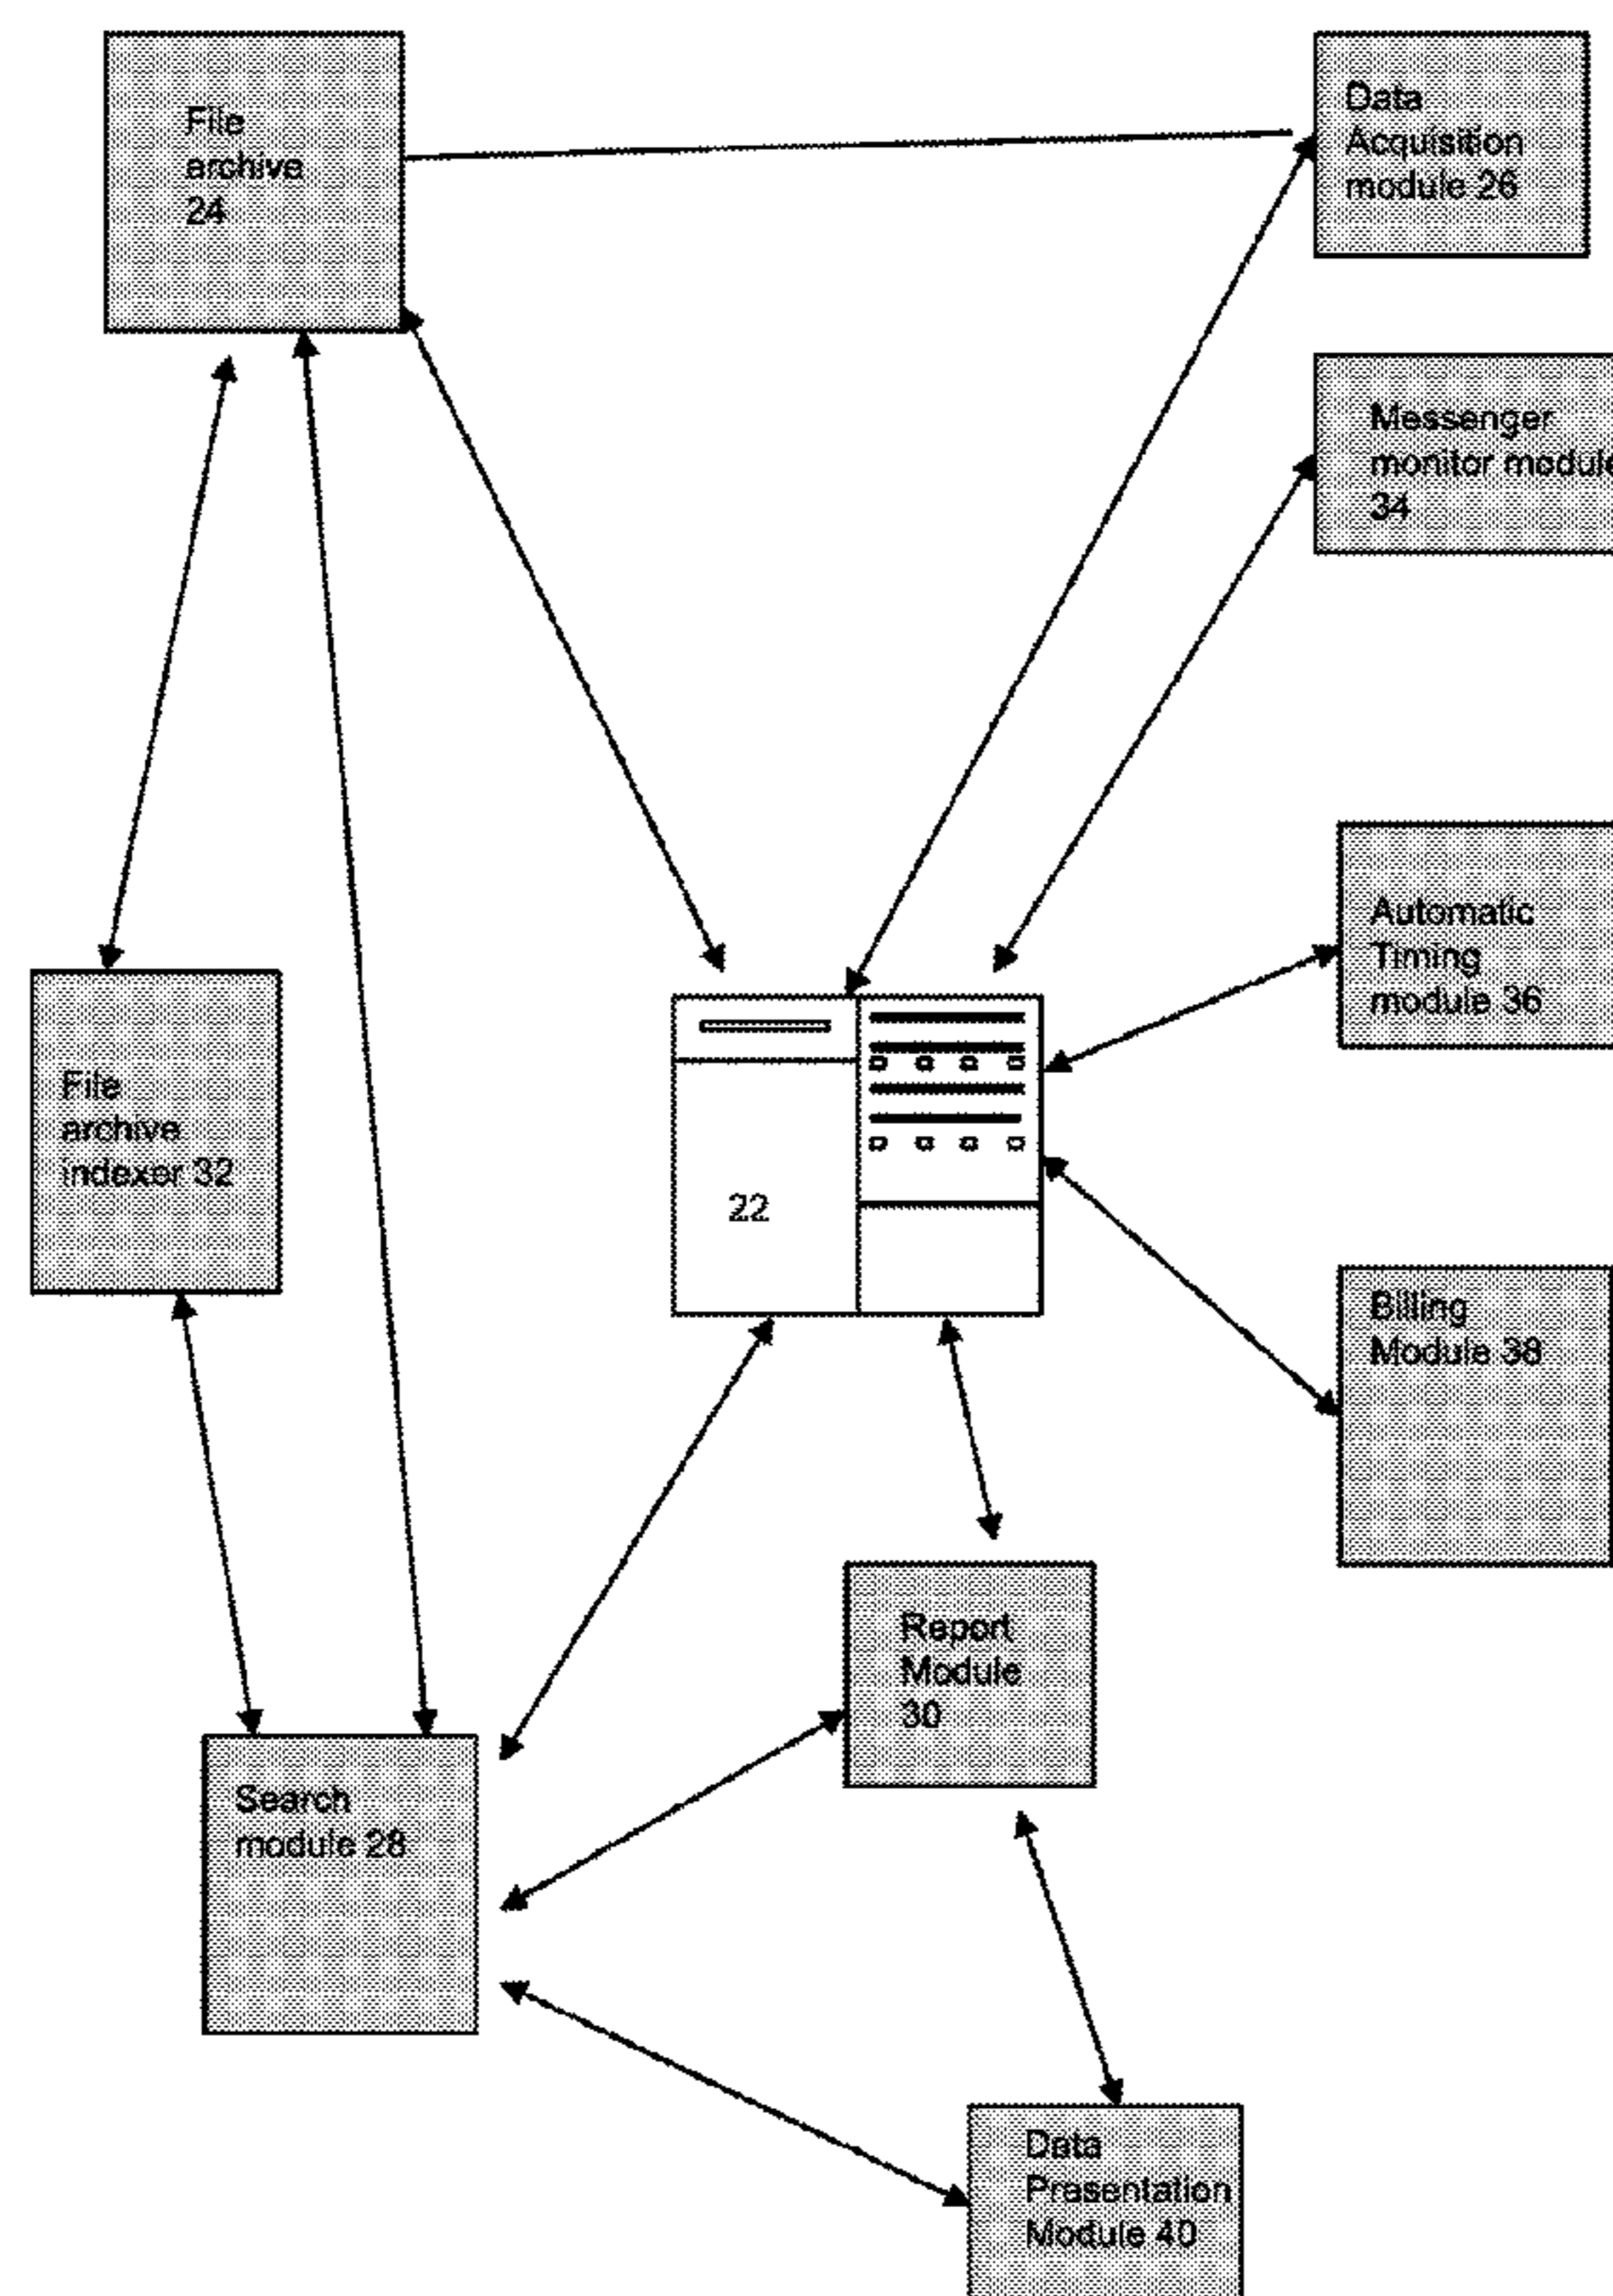 File
archive
24
Data
Acquisition
module 26
Messenger
monitor module
34
Automatic
Timing
module 36
File
archive
indexer 32
22
Billing
Module 38
Report
Module
30
Search
module 28
Data
Presentation
Module 40